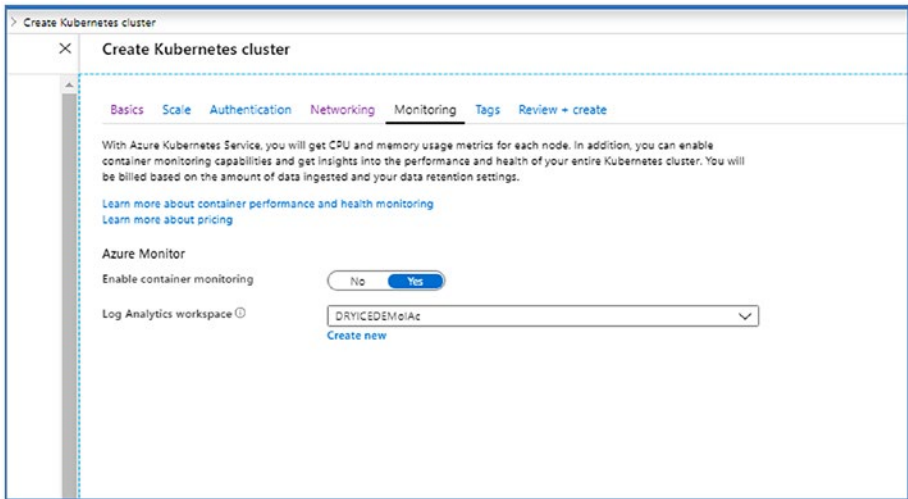 > Create Kubernetes cluster
Create Kubernetes cluster
Basics Scale Authentication Networking Monitoring Tags Review + create
With Azure Kubernetes Service, you will get CPU and memory usage metrics for each node. In addition, you can enable
container monitoring capabilities and get insights into the performance and health of your entire Kubernetes cluster. You will
be billed based on the amount of data ingested and your data retention settings.
Learn more about container performance and health monitoring
Learn more about pricing
Azure Monitor
Enable container monitoring
No Yes
Log Analytics workspace
DRYICEDEMoIAc
Create new